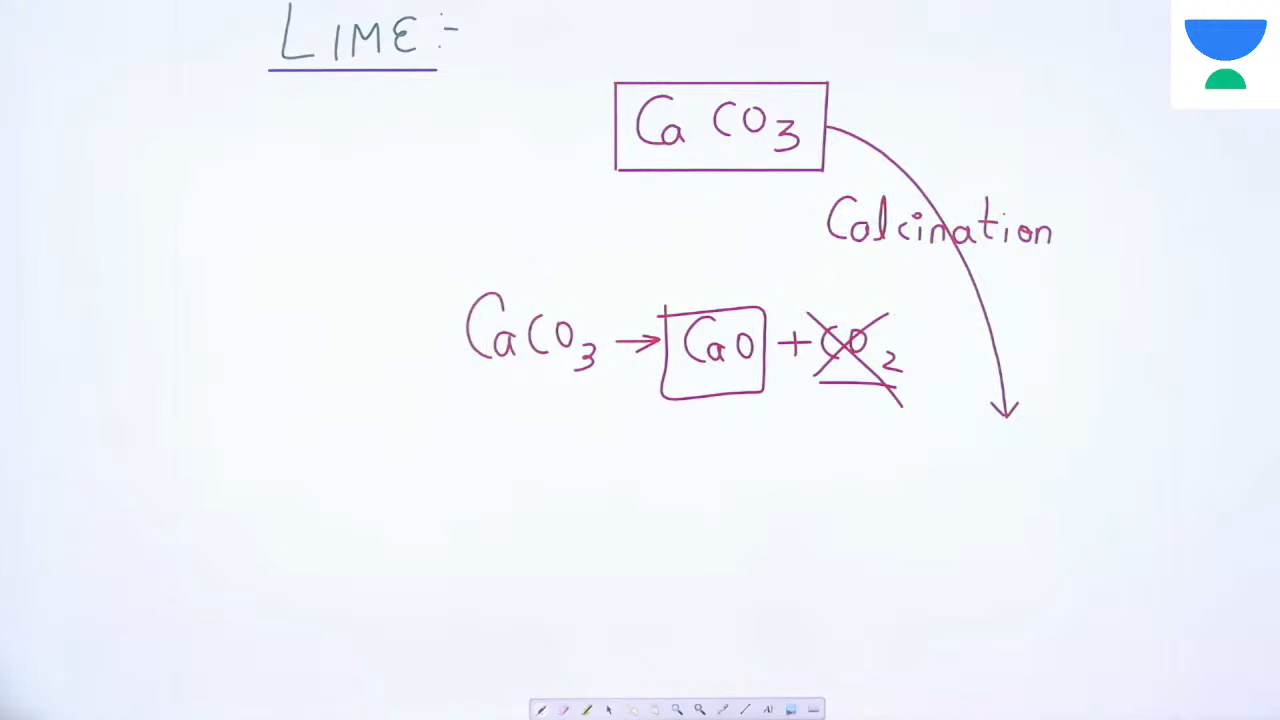 LIME :-
CaCO3
Calcination
CaCO3 → CaO + CO2